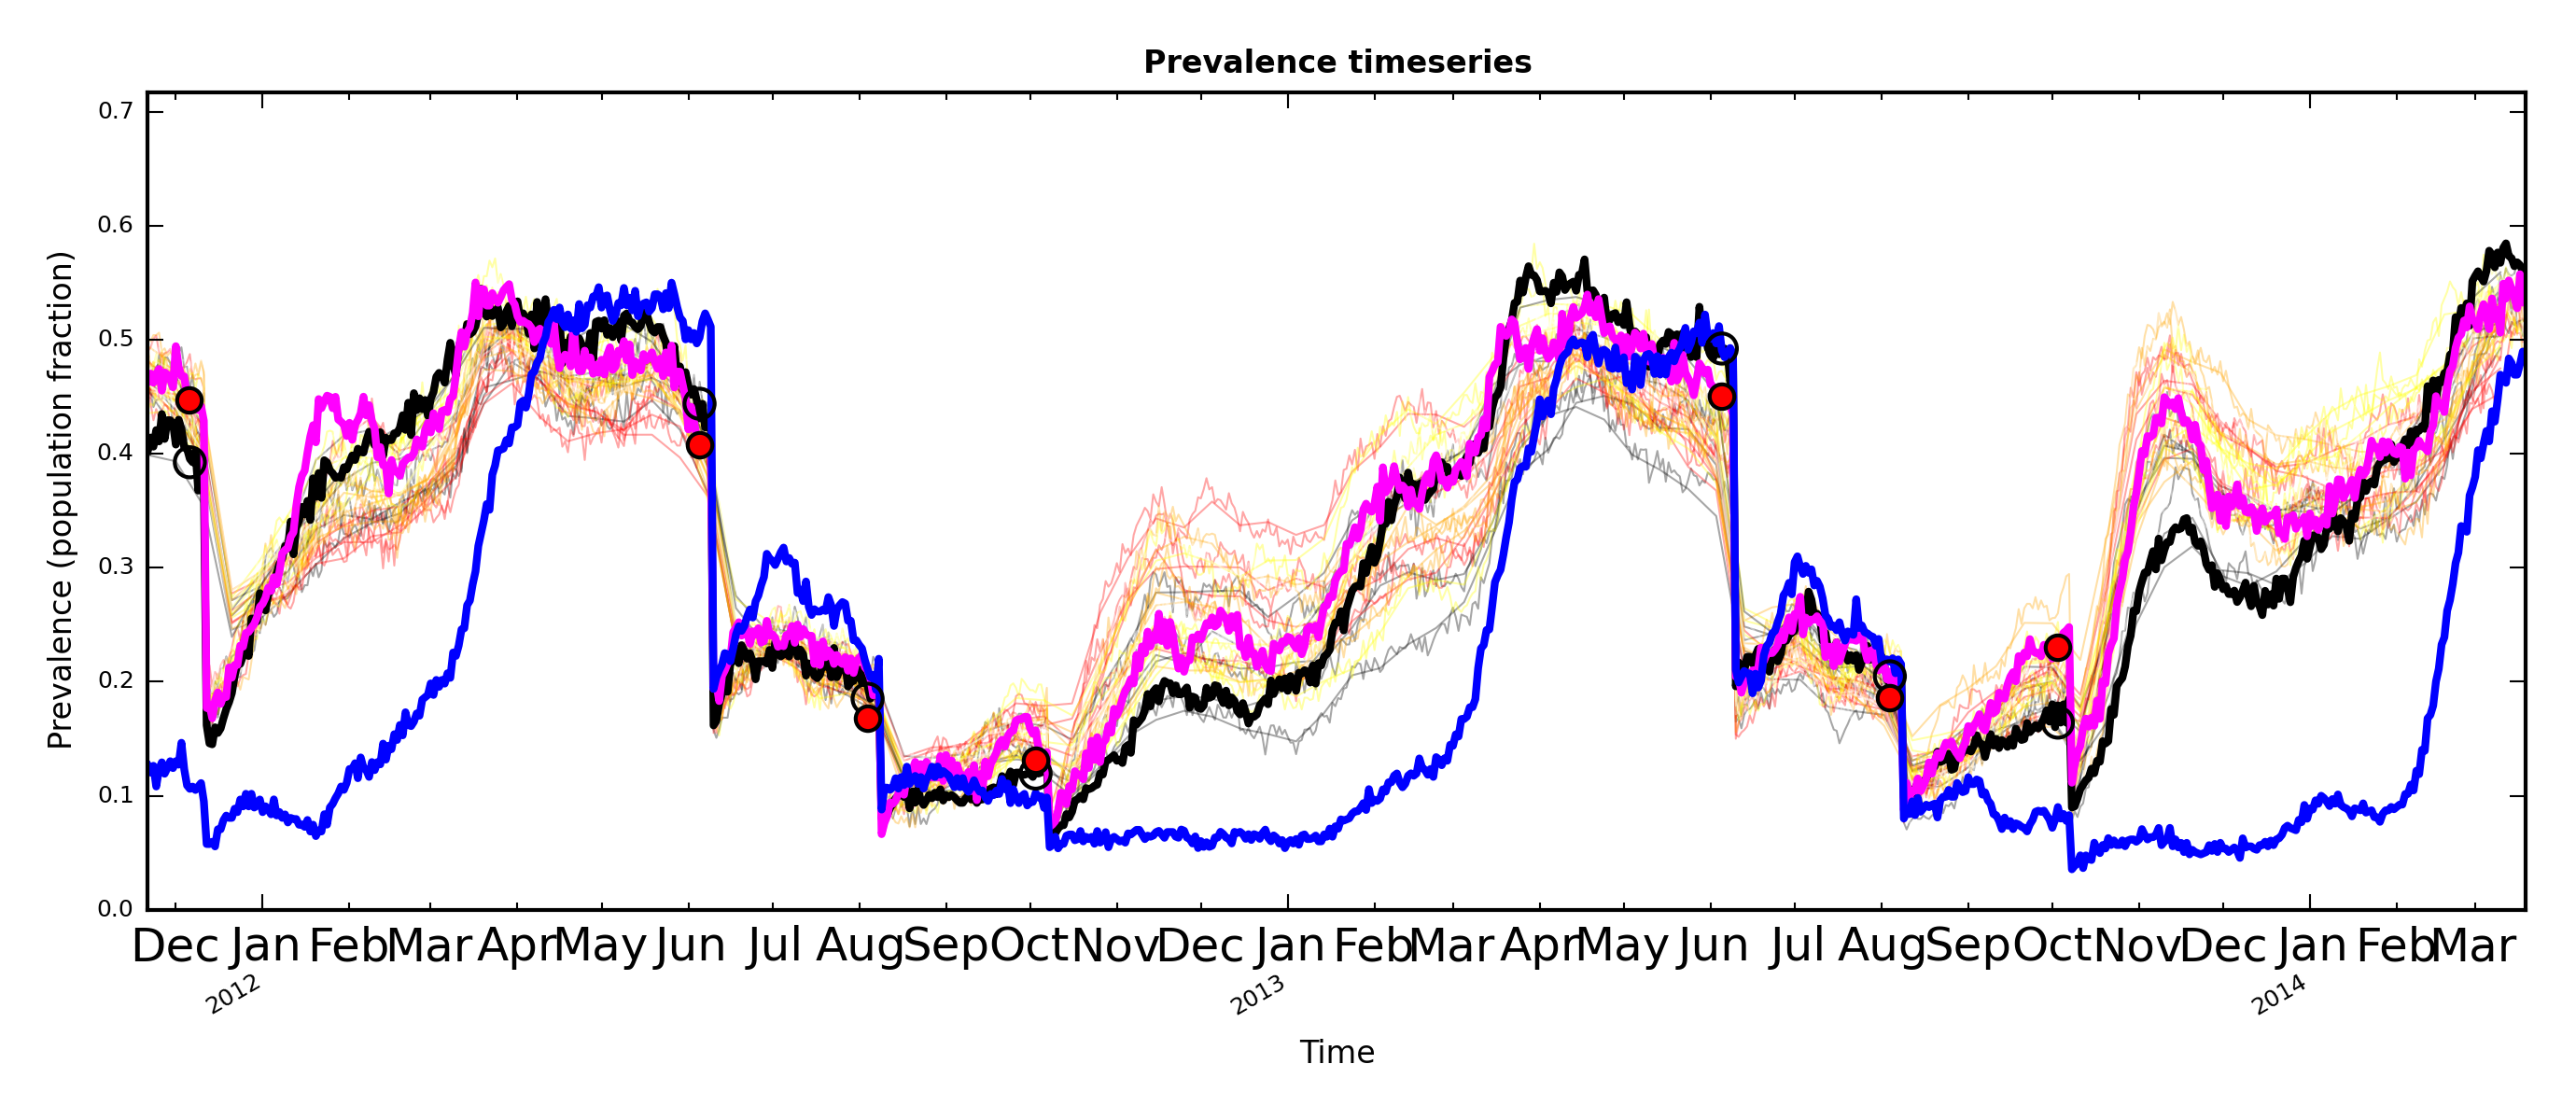 Prevalence timeseries
Prevalence (population fraction)
0.7
0.6
0.5
0.4
0.3
0.2
0.1
0.0
Dec Jan Feb Mar Apr May Jun Jul Aug Sep Oct Nov Dec Jan Feb Mar Apr May Jun Jul Aug Sep Oct Nov Dec Jan Feb Mar
2012 2013 2014
Time